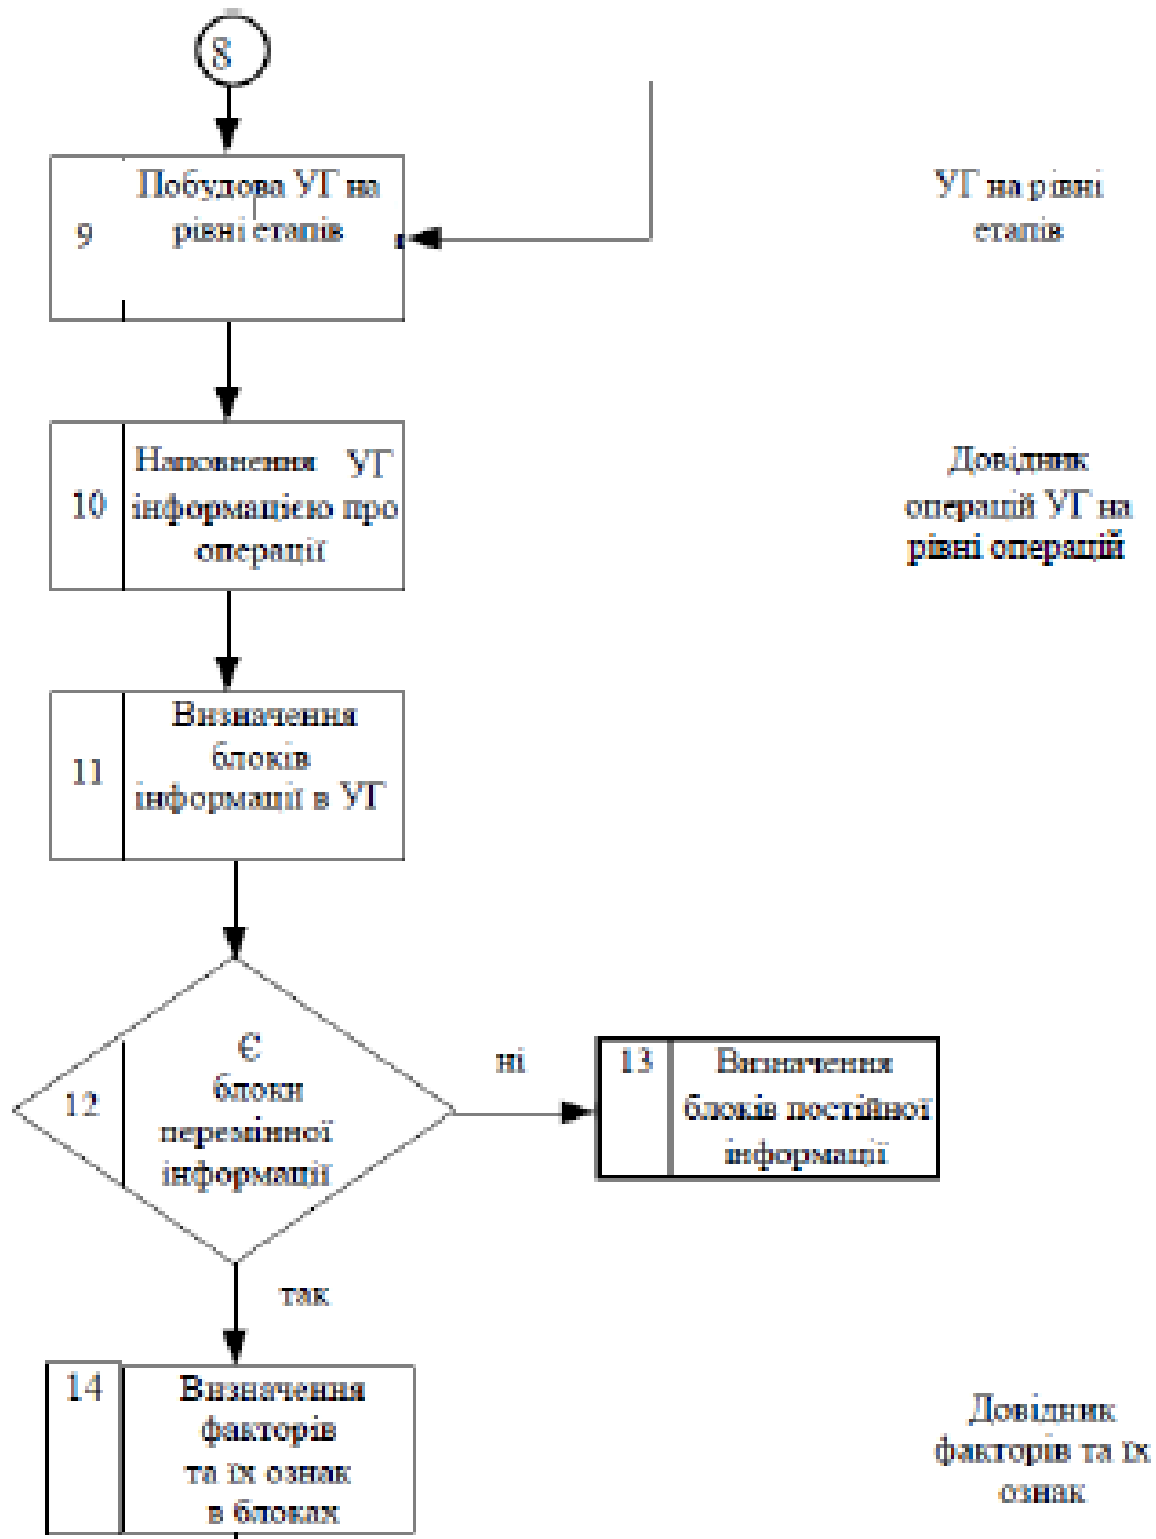 8
Побудова УГ на
рівні етапів
9
УГ на рівні
етапів
Наповнення УГ
10
інформацією про
операції
Довідник
операцій УГ на
рівні операцій
Визначення
блоків
11
інформації в УГ
Є
блоки
12
перемінної
інформації
ні
13
Визначення
блоків постійної
інформації
так
14
Визначення
факторів
та їх ознак
в блоках
Довідник
факторів та їх
ознак